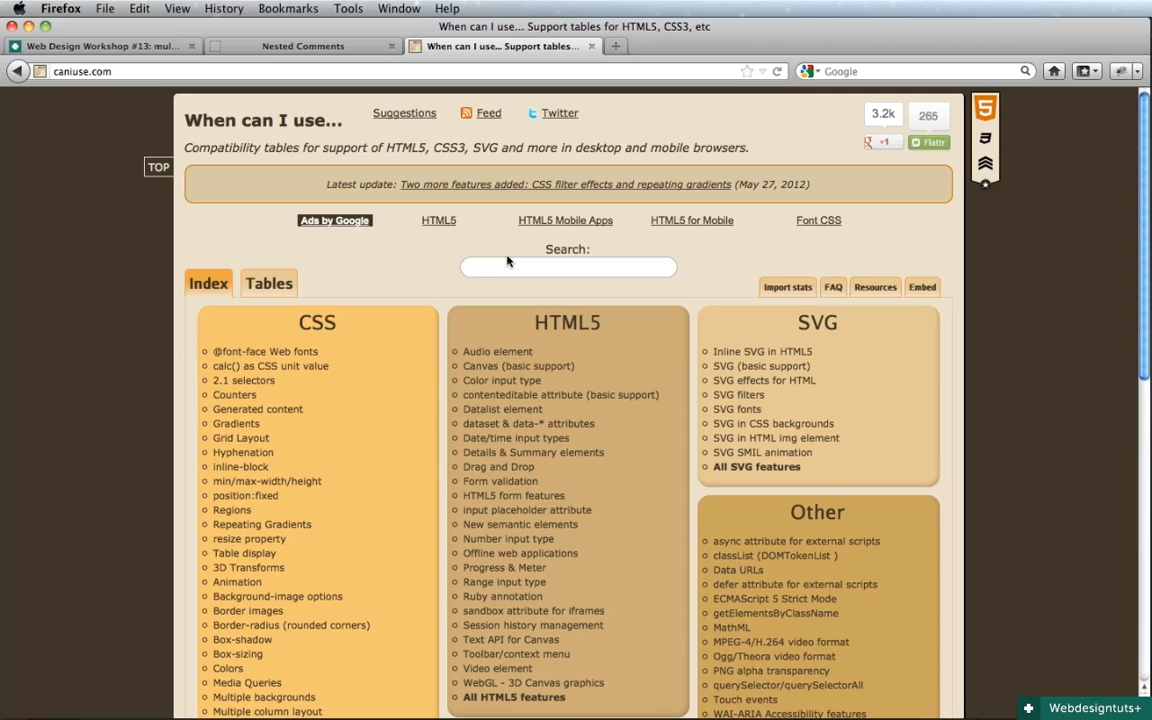 Firefox File Edit View History Bookmarks Tools Window Help
When can I use... Support tables for HTML5, CSS3, etc
Web Design Workshop #13: mul... × Nested Comments × When can I use... Support tables... × +
caniuse.com Google
When can I use... Suggestions Feed Twitter 3.2k 265
+1 Flattr
Compatibility tables for support of HTML5, CSS3, SVG and more in desktop and mobile browsers.
TOP
Latest update: Two more features added: CSS filter effects and repeating gradients (May 27, 2012)
Ads by Google HTML5 HTML5 Mobile Apps HTML5 for Mobile Font CSS
Search:
Index Tables Import stats FAQ Resources Embed
CSS
@font-face Web fonts
calc() as CSS unit value
2.1 selectors
Counters
Generated content
Gradients
Grid Layout
Hyphenation
inline-block
min/max-width/height
position:fixed
Regions
Repeating Gradients
resize property
Table display
3D Transforms
Animation
Background-image options
Border images
Border-radius (rounded corners)
Box-shadow
Box-sizing
Colors
Media Queries
Multiple backgrounds
Multiple column layout
HTML5
Audio element
Canvas (basic support)
Color input type
contenteditable attribute (basic support)
Datalist element
dataset & data-* attributes
Date/time input types
Details & Summary elements
Drag and Drop
Form validation
HTML5 form features
input placeholder attribute
New semantic elements
Number input type
Offline web applications
Progress & Meter
Range input type
Ruby annotation
sandbox attribute for iframes
Session history management
Text API for Canvas
Toolbar/context menu
Video element
WebGL - 3D Canvas graphics
All HTML5 features
SVG
Inline SVG in HTML5
SVG (basic support)
SVG effects for HTML
SVG filters
SVG fonts
SVG in CSS backgrounds
SVG in HTML img element
SVG SMIL animation
All SVG features
Other
async attribute for external scripts
classList (DOMTokenList )
Data URLs
defer attribute for external scripts
ECMAScript 5 Strict Mode
getElementsByClassName
MathML
MPEG-4/H.264 video format
Ogg/Theora video format
PNG alpha transparency
querySelector/querySelectorAll
Touch events
WAI-ARIA Accessibility features
Webdesigntuts+